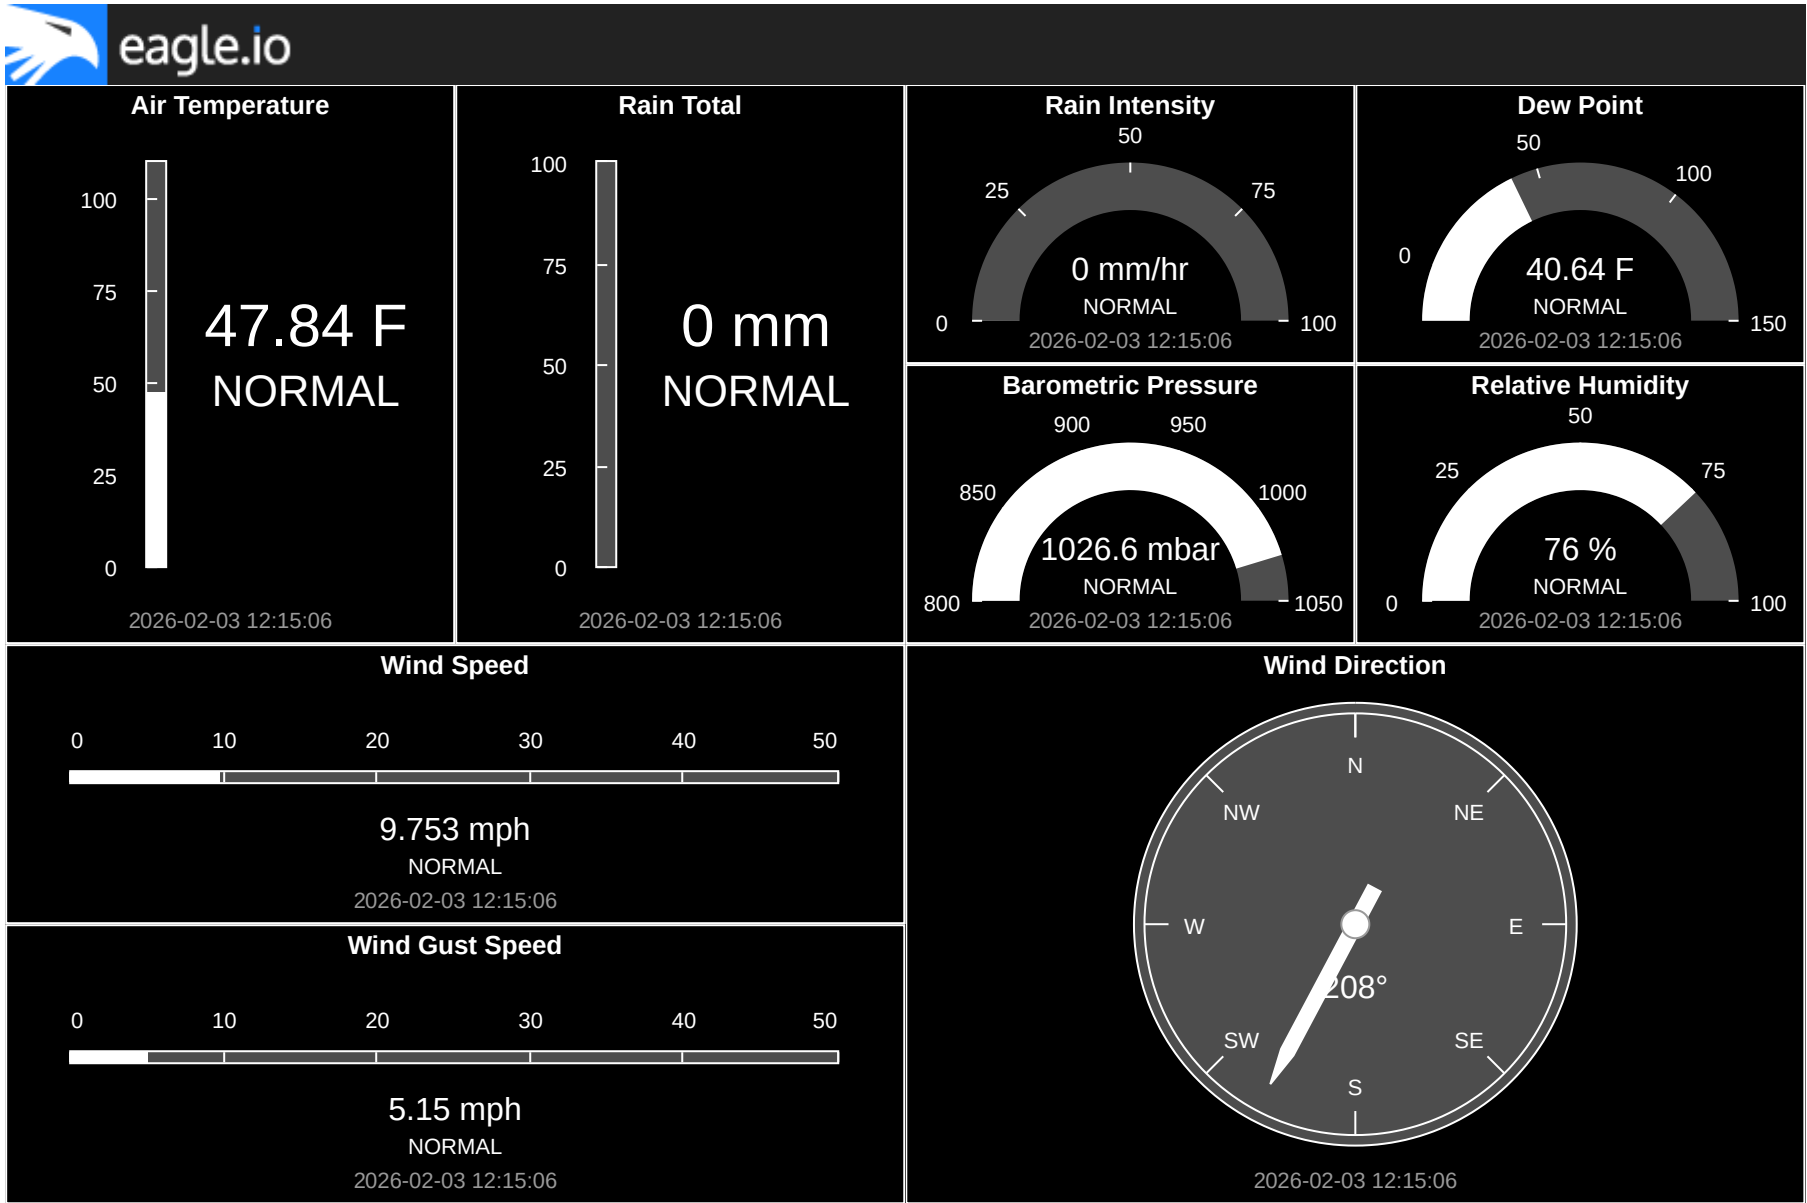 eagle.io
Air Temperature
100
75
50
25
0
47.84 F
NORMAL
2026-02-03 12:15:06
Rain Total
100
75
50
25
0
0 mm
NORMAL
2026-02-03 12:15:06
Rain Intensity
0
25
50
75
100
0 mm/hr
NORMAL
2026-02-03 12:15:06
Dew Point
0
50
100
150
40.64 F
NORMAL
2026-02-03 12:15:06
Barometric Pressure
800
850
900
950
1000
1050
1026.6 mbar
NORMAL
2026-02-03 12:15:06
Relative Humidity
0
25
50
75
100
76 %
NORMAL
2026-02-03 12:15:06
Wind Speed
0 10 20 30 40 50
9.753 mph
NORMAL
2026-02-03 12:15:06
Wind Gust Speed
0 10 20 30 40 50
5.15 mph
NORMAL
2026-02-03 12:15:06
Wind Direction
N
NW NE
W E
208°
SW SE
S
2026-02-03 12:15:06